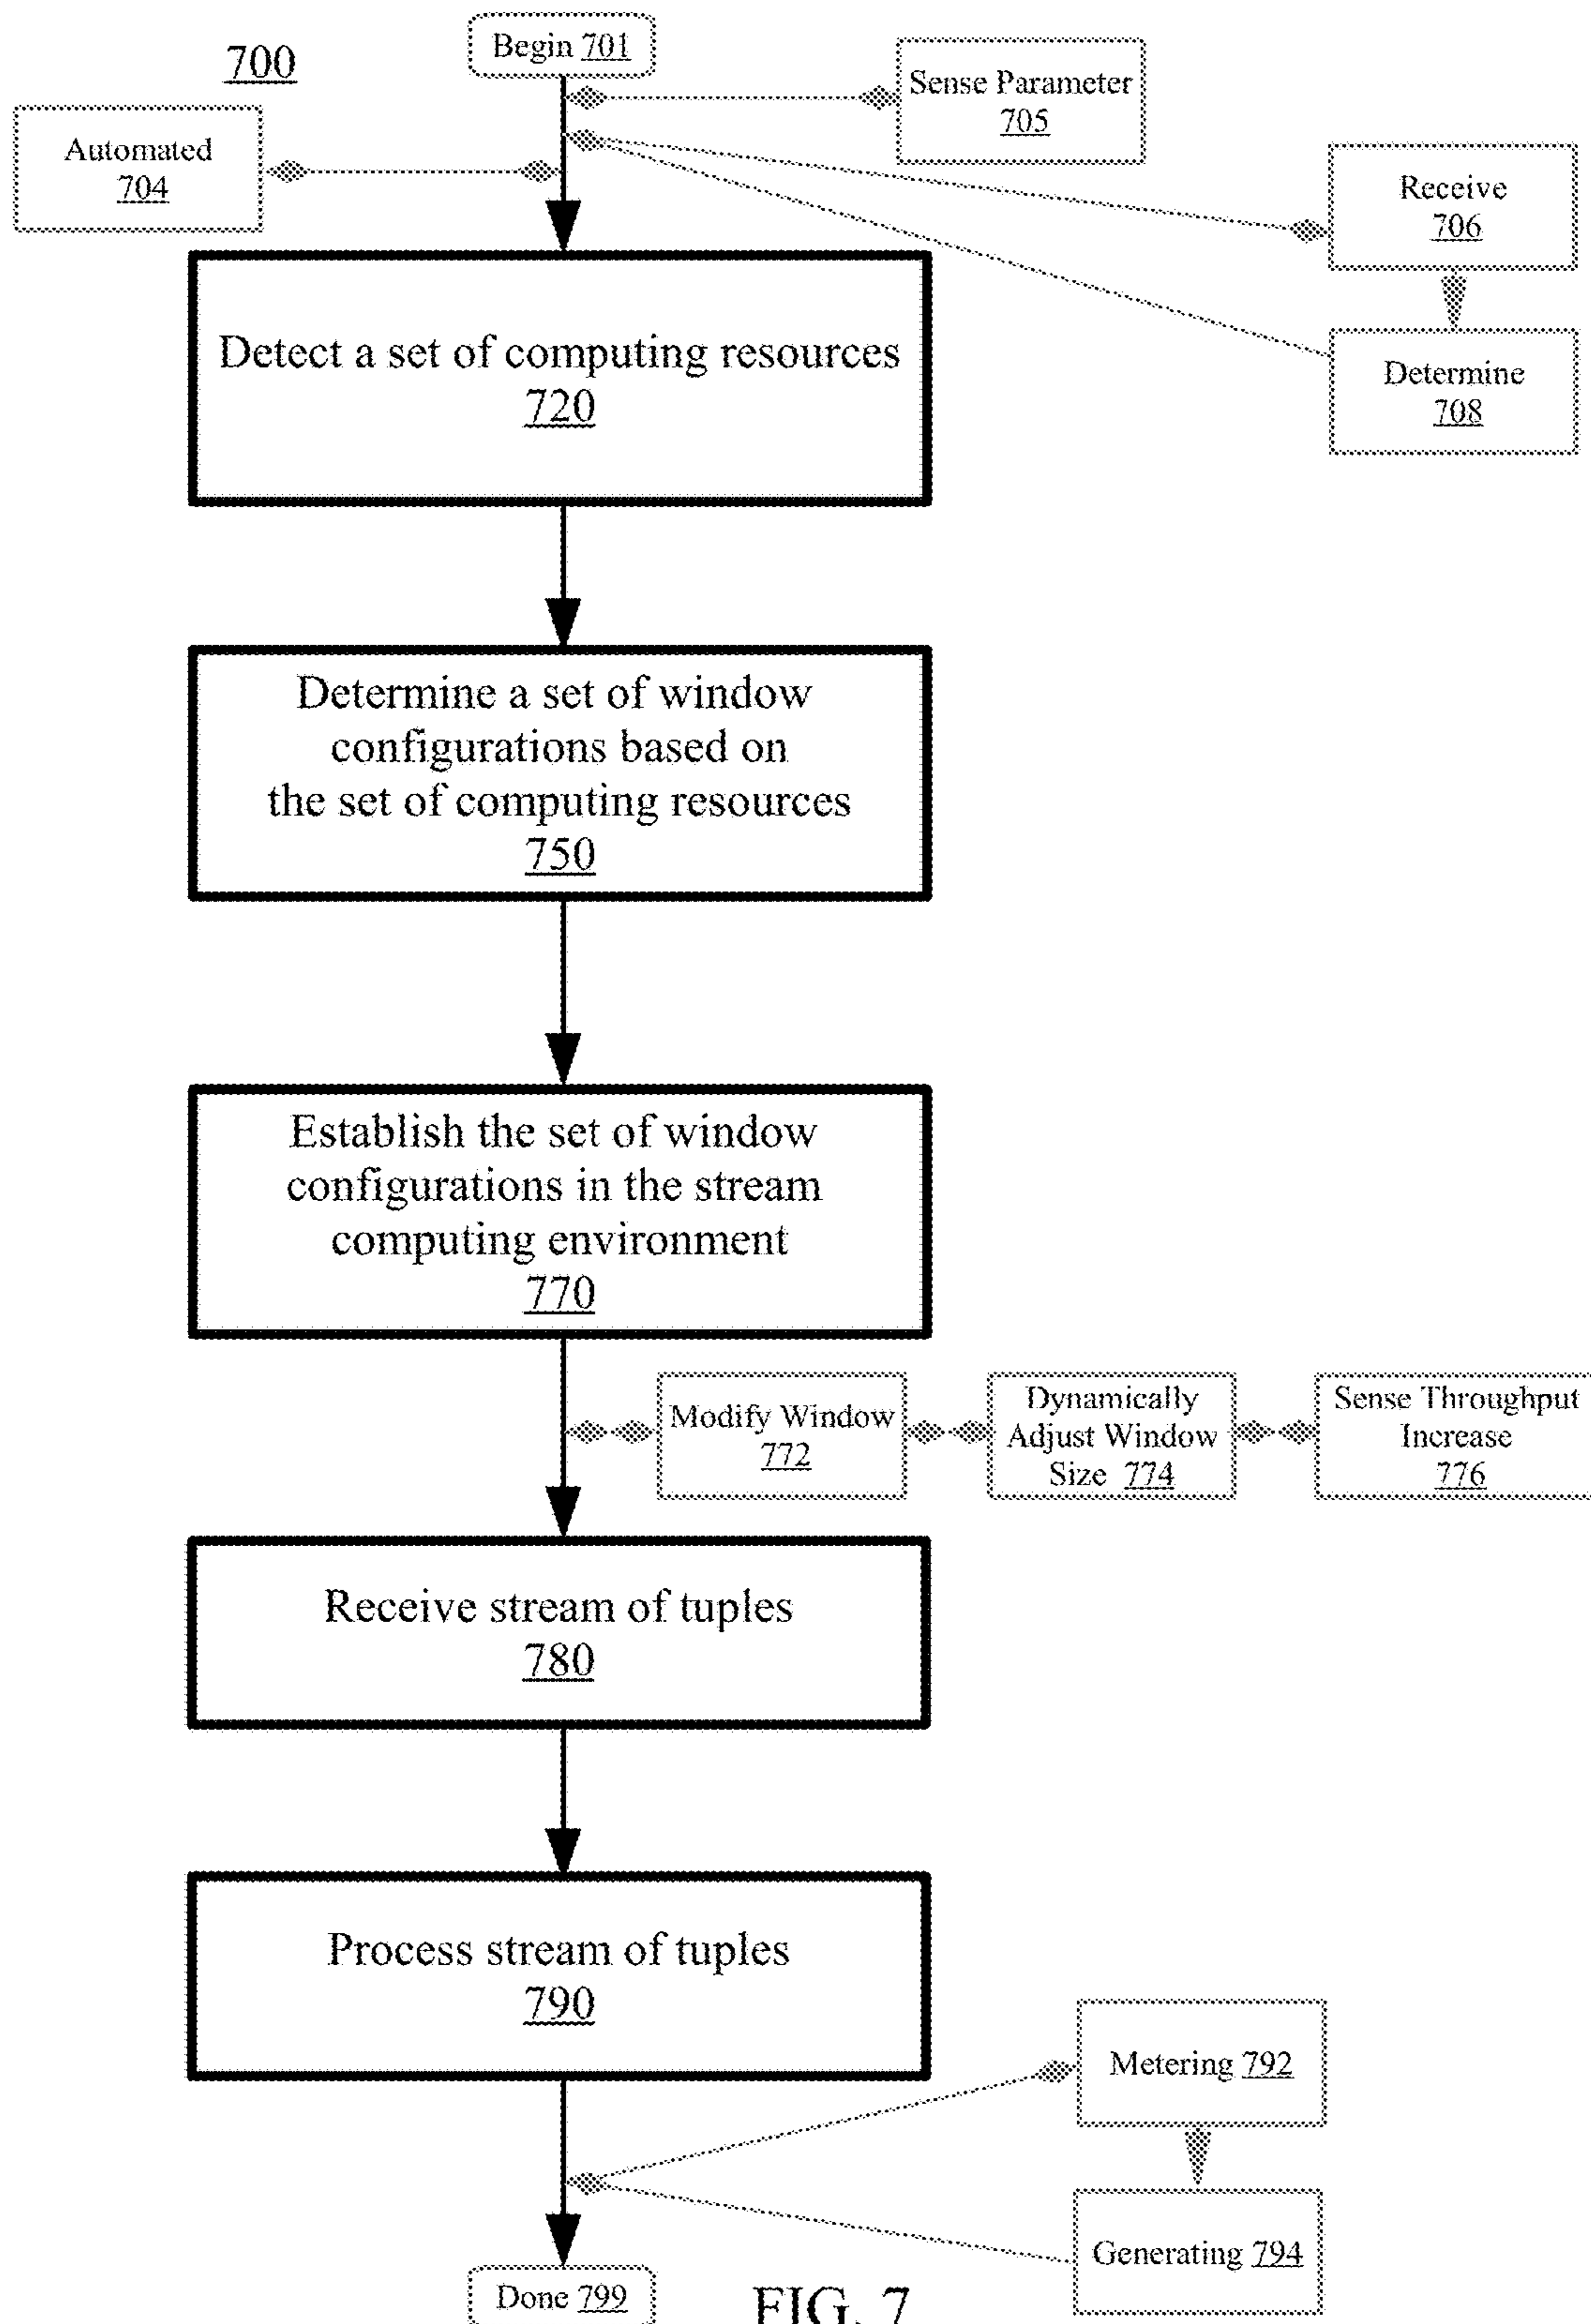 700
Begin 701
Sense Parameter
705
Automated
704
Receive
706
Determine
708
Detect a set of computing resources
720
Determine a set of window
configurations based on
the set of computing resources
750
Establish the set of window
configurations in the stream
computing environment
770
Modify Window
772
Dynamically
Adjust Window
Size 774
Sense Throughput
Increase
776
Receive stream of tuples
780
Process stream of tuples
790
Metering 792
Generating 794
Done 799
FIG. 7